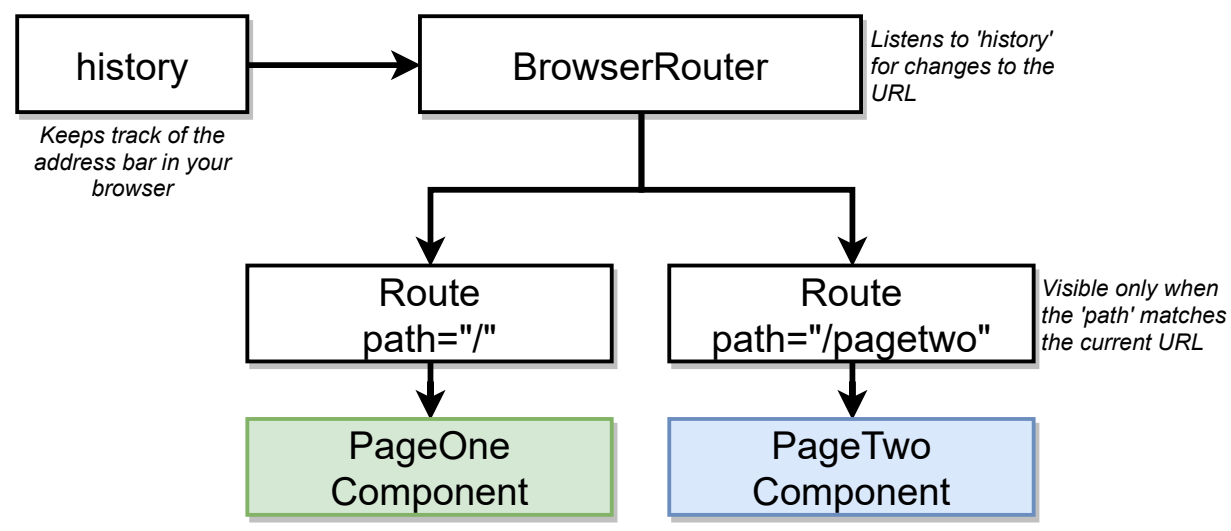 history
BrowserRouter
Listens to 'history'
for changes to the
URL
Keeps track of the
address bar in your
browser
Route
path="/"
Route
path="/pagetwo"
Visible only when
the 'path' matches
the current URL
PageOne
Component
PageTwo
Component